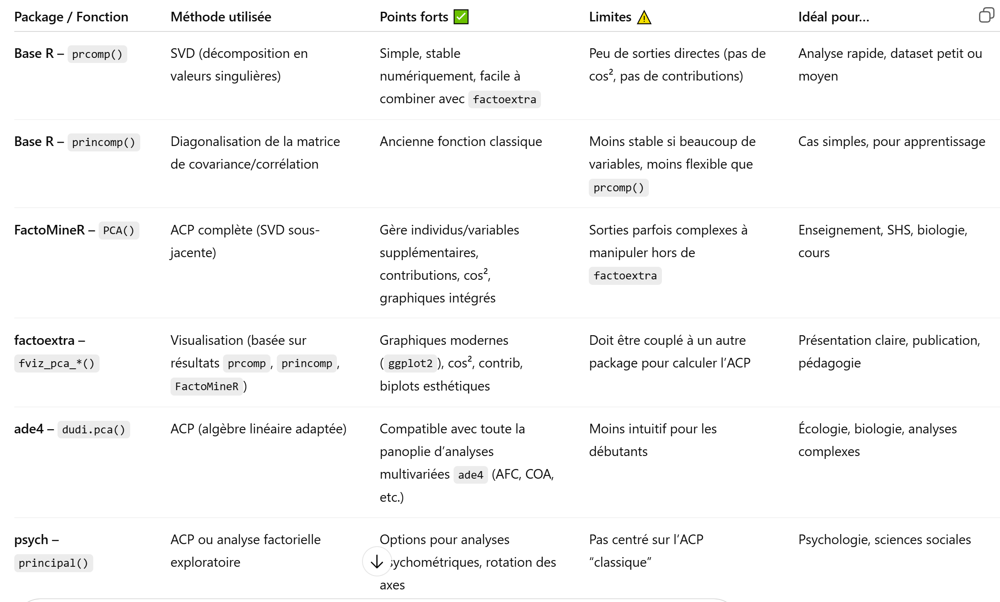 Package / Fonction
Méthode utilisée
Points forts ✅
Limites ⚠️
Idéal pour…
Base R – prcomp()
SVD (décomposition en
valeurs singulières)
Simple, stable
numériquement, facile à
combiner avec factoextra
Peu de sorties directes (pas de
cos², pas de contributions)
Analyse rapide, dataset petit ou
moyen
Base R – princomp()
Diagonalisation de la matrice
de covariance/corrélation
Ancienne fonction classique
Moins stable si beaucoup de
variables, moins flexible que
prcomp()
Cas simples, pour apprentissage
FactoMineR – PCA()
ACP complète (SVD sous-
jacente)
Gère individus/variables
supplémentaires,
contributions, cos²,
graphiques intégrés
Sorties parfois complexes à
manipuler hors de
factoextra
Enseignement, SHS, biologie,
cours
factoextra –
fviz_pca_*()
Visualisation (basée sur
résultats prcomp, princomp,
FactoMineR)
Graphiques modernes
(ggplot2), cos², contrib,
biplots esthétiques
Doit être couplé à un autre
package pour calculer l’ACP
Présentation claire, publication,
pédagogie
ade4 – dudi.pca()
ACP (algèbre linéaire adaptée)
Compatible avec toute la
panoplie d’analyses
multivariées ade4 (AFC, COA,
etc.)
Moins intuitif pour les
débutants
Écologie, biologie, analyses
complexes
psych –
principal()
ACP ou analyse factorielle
exploratoire
Options pour analyses
sychométriques, rotation des
axes
Pas centré sur l’ACP
“classique”
Psychologie, sciences sociales